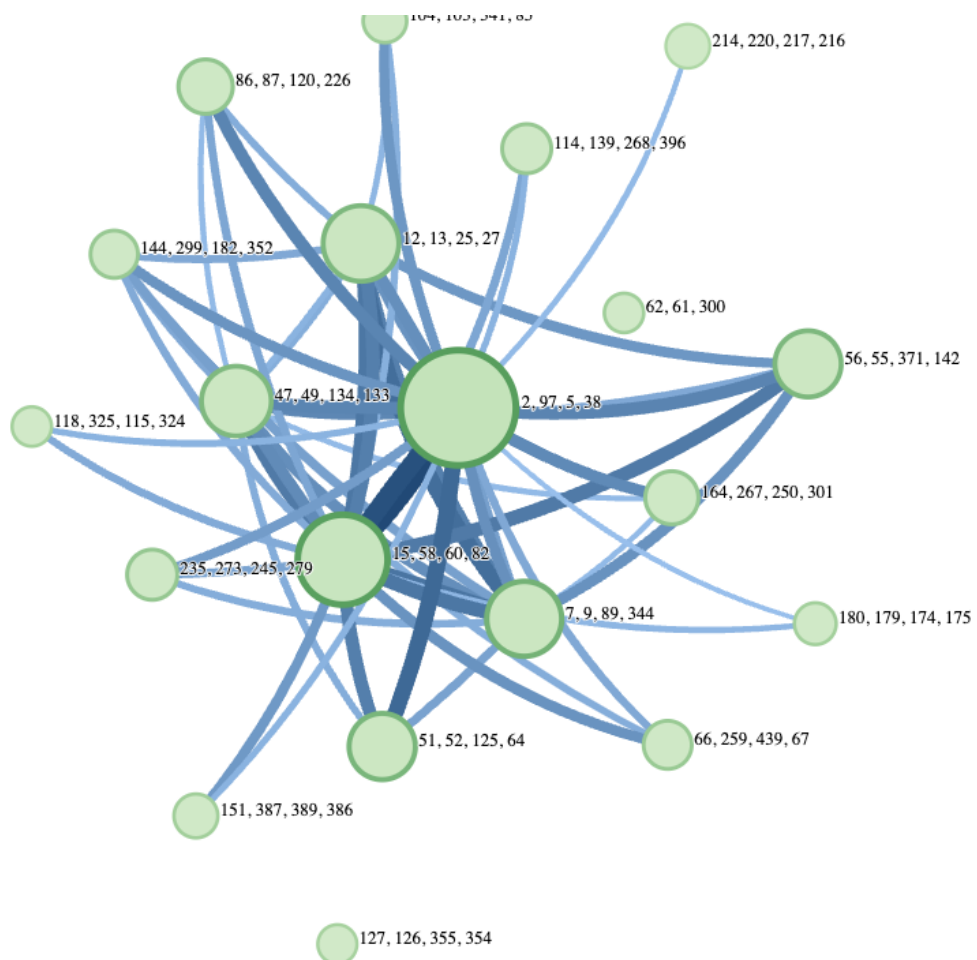 214, 220, 217, 216
86, 87, 120, 226
114, 139, 268, 396
12, 13, 25, 27
144, 299, 182, 352
62, 61, 300
56, 55, 371, 142
47, 49, 134, 133
2, 97, 5, 38
118, 325, 115, 324
164, 267, 250, 301
15, 58, 60, 82
235, 273, 245, 279
7, 9, 89, 344
180, 179, 174, 175
51, 52, 125, 64
66, 259, 439, 67
151, 387, 389, 386
127, 126, 355, 354